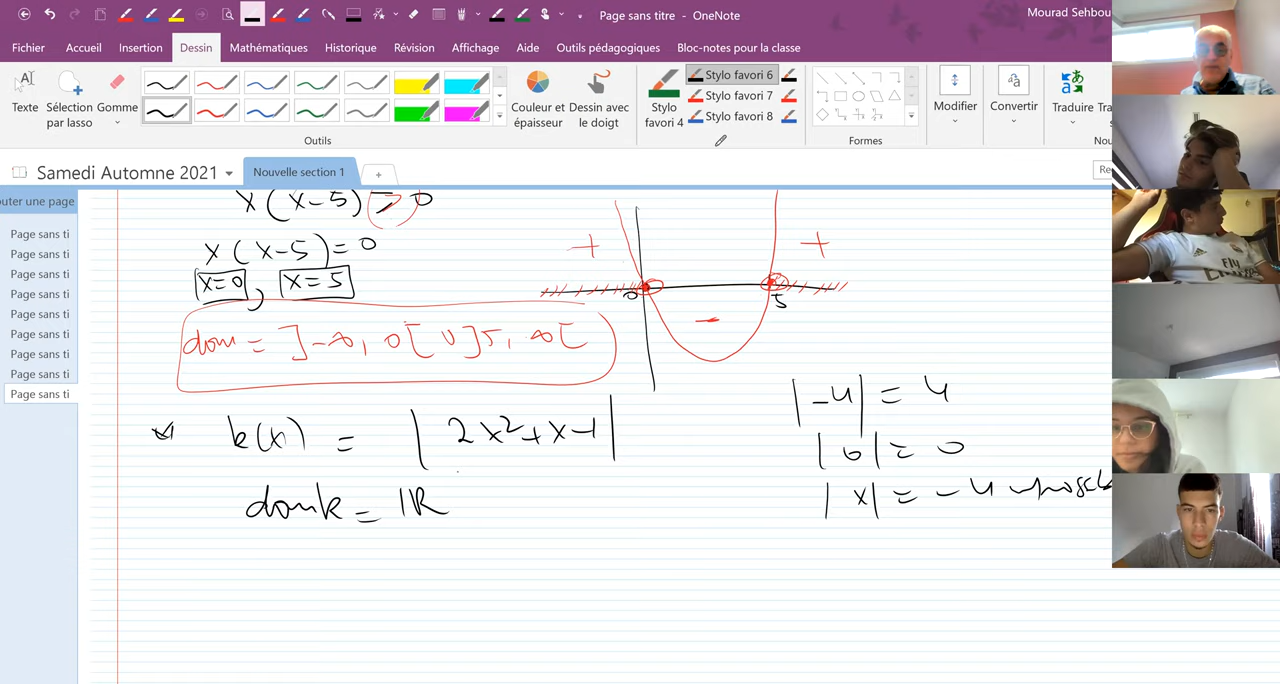 Page sans titre - OneNote
Mourad Sehbou
Fichier Accueil Insertion Dessin Mathématiques Historique Révision Affichage Aide Outils pédagogiques Bloc-notes pour la classe
Texte
Sélection par lasso
Gomme
Couleur et épaisseur
Dessin avec le doigt
Stylo favori 4
Stylo favori 6
Stylo favori 7
Stylo favori 8
Modifier
Convertir
Traduire
Outils
Formes
Samedi Automne 2021
Nouvelle section 1
+
outer une page
Page sans ti
Page sans ti
Page sans ti
Page sans ti
Page sans ti
Page sans ti
Page sans ti
Page sans ti
Page sans ti
x(x-5) > 0
x(x-5) = 0
x=0, x=5
+ +
-
0 5
dom = ]-∞, 0[ U ]5, +∞[
k(x) = |2x²+x-1|
dom k = IR
|-4| = 4
|0| = 0
|x| = -4